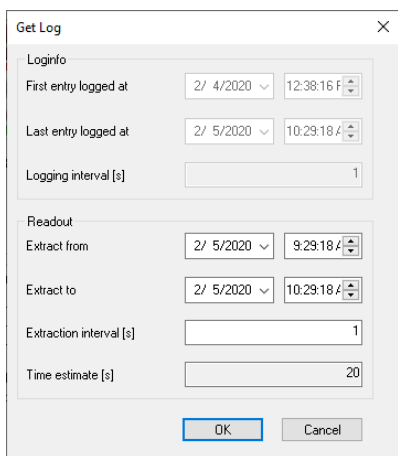 Get Log
Loginfo
First entry logged at 2/ 4/2020 12:38:16 F
Last entry logged at 2/ 5/2020 10:29:18 A
Logging interval [s] 1
Readout
Extract from 2/ 5/2020 9:29:18 A
Extract to 2/ 5/2020 10:29:18 A
Extraction interval [s] 1
Time estimate [s] 20
OK Cancel